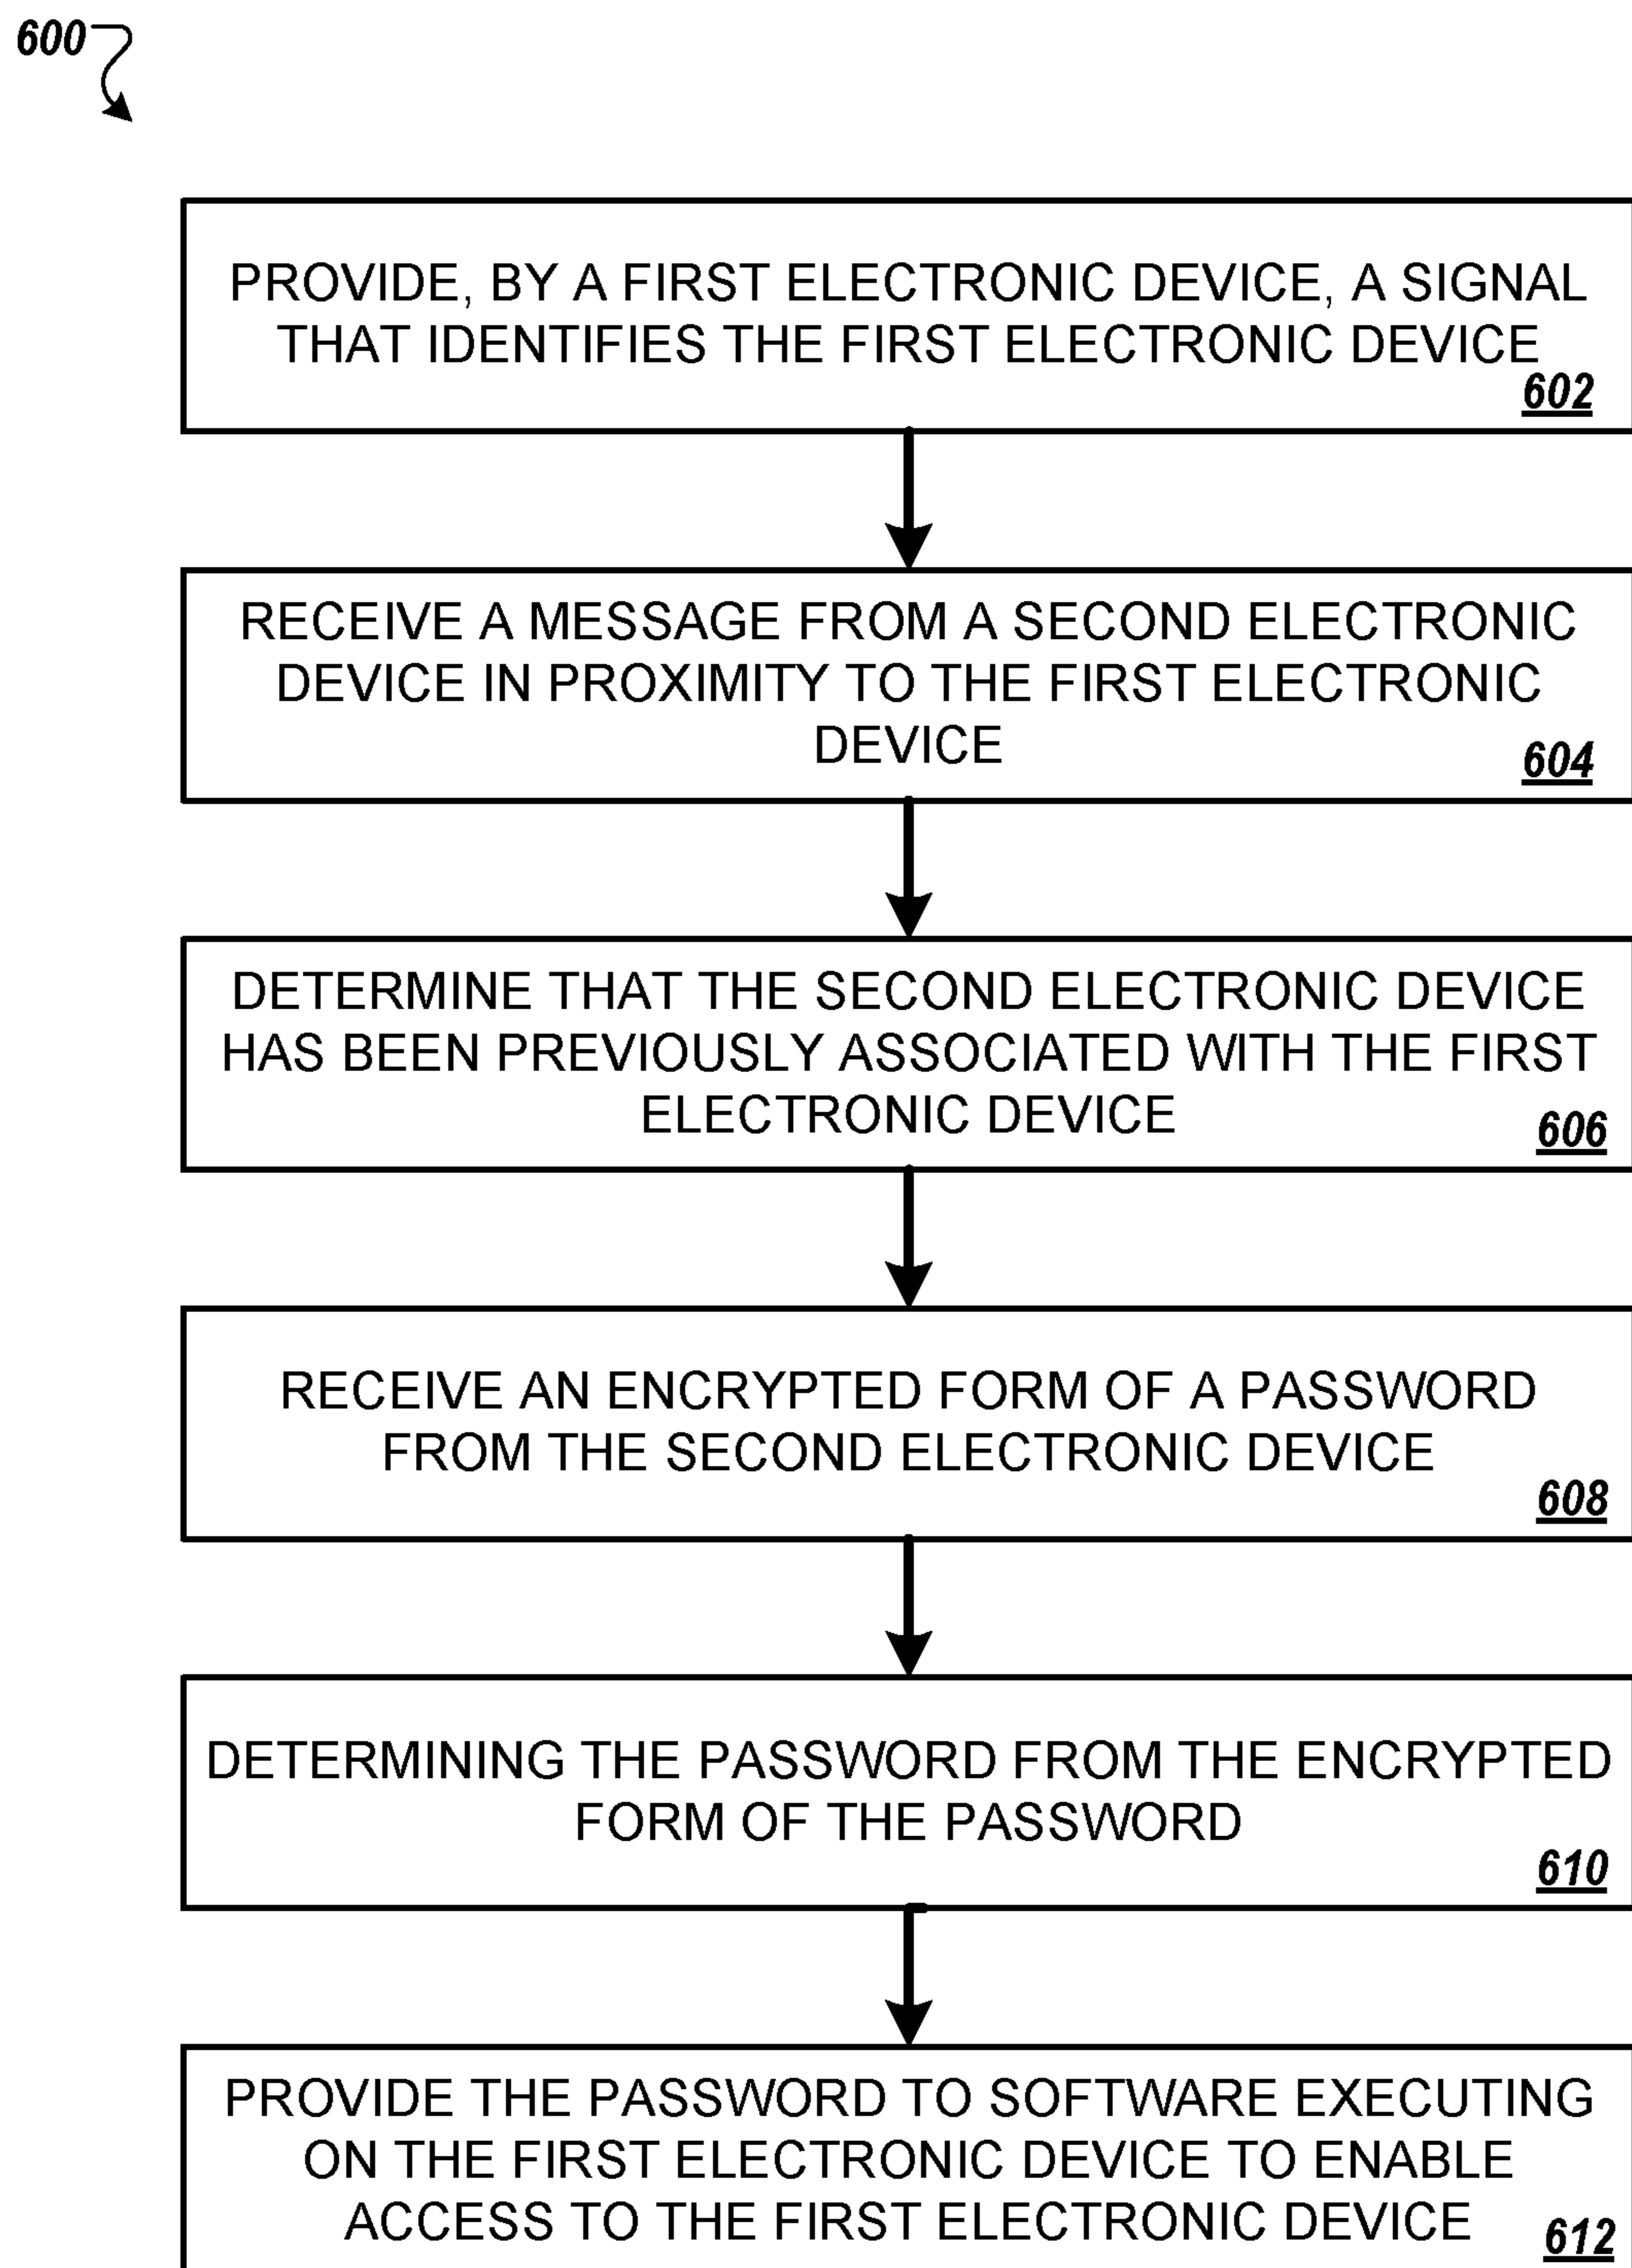 600
PROVIDE, BY A FIRST ELECTRONIC DEVICE, A SIGNAL
THAT IDENTIFIES THE FIRST ELECTRONIC DEVICE
602
RECEIVE A MESSAGE FROM A SECOND ELECTRONIC
DEVICE IN PROXIMITY TO THE FIRST ELECTRONIC
DEVICE
604
DETERMINE THAT THE SECOND ELECTRONIC DEVICE
HAS BEEN PREVIOUSLY ASSOCIATED WITH THE FIRST
ELECTRONIC DEVICE
606
RECEIVE AN ENCRYPTED FORM OF A PASSWORD
FROM THE SECOND ELECTRONIC DEVICE
608
DETERMINING THE PASSWORD FROM THE ENCRYPTED
FORM OF THE PASSWORD
610
PROVIDE THE PASSWORD TO SOFTWARE EXECUTING
ON THE FIRST ELECTRONIC DEVICE TO ENABLE
ACCESS TO THE FIRST ELECTRONIC DEVICE
612